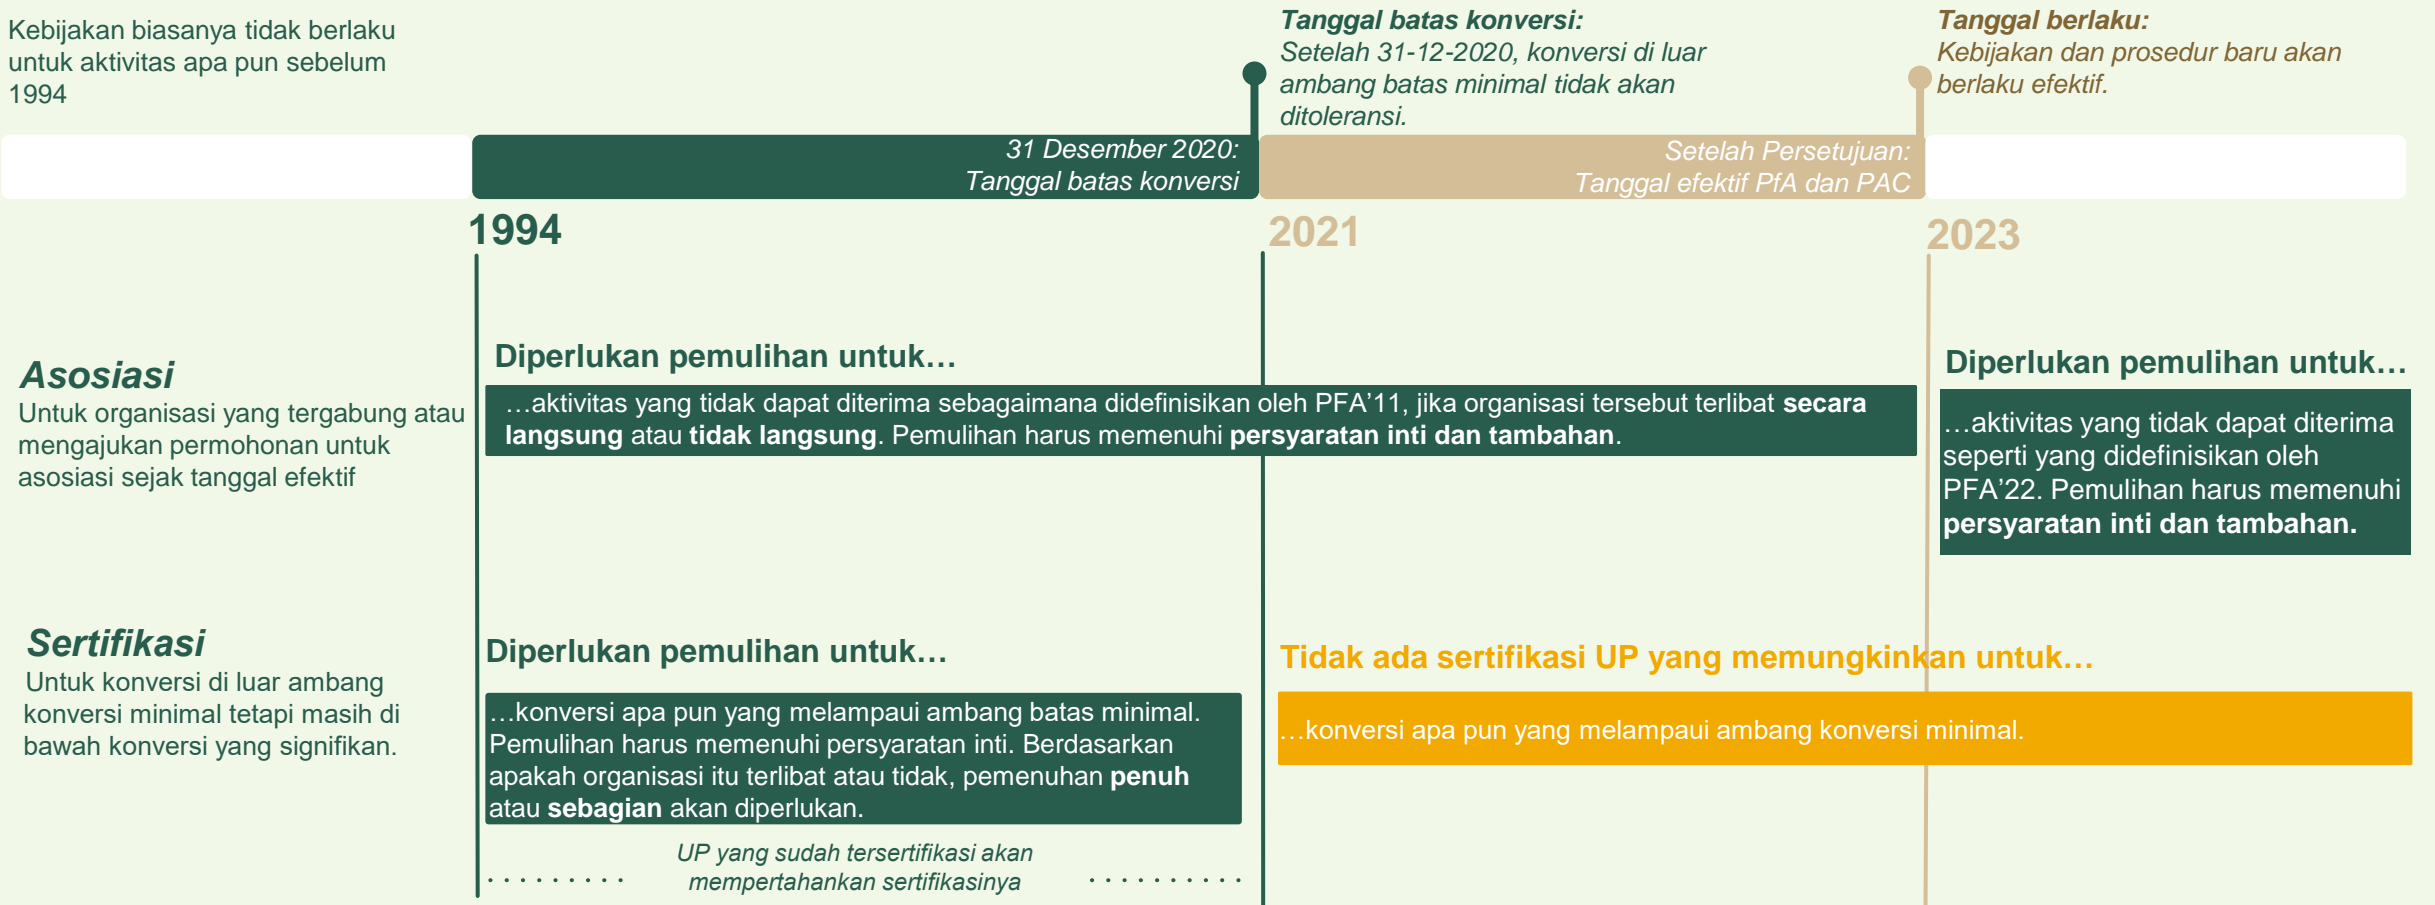 Kebijakan biasanya tidak berlaku
untuk aktivitas apa pun sebelum
1994
Tanggal batas konversi:
Setelah 31-12-2020, konversi di luar
ambang batas minimal tidak akan
ditoleransi.
Tanggal berlaku:
Kebijakan dan prosedur baru akan
berlaku efektif.
31 Desember 2020:
Tanggal batas konversi
Setelah Persetujuan:
Tanggal efektif PfA dan PAC
1994
2021
2023
Asosiasi
Untuk organisasi yang tergabung atau
mengajukan permohonan untuk
asosiasi sejak tanggal efektif
Diperlukan pemulihan untuk…
…aktivitas yang tidak dapat diterima sebagaimana didefinisikan oleh PFA’11, jika organisasi tersebut terlibat secara
langsung atau tidak langsung. Pemulihan harus memenuhi persyaratan inti dan tambahan.
Diperlukan pemulihan untuk…
…aktivitas yang tidak dapat diterima
seperti yang didefinisikan oleh
PFA’22. Pemulihan harus memenuhi
persyaratan inti dan tambahan.
Sertifikasi
Untuk konversi di luar ambang
konversi minimal tetapi masih di
bawah konversi yang signifikan.
Diperlukan pemulihan untuk…
…konversi apa pun yang melampaui ambang batas minimal.
Pemulihan harus memenuhi persyaratan inti. Berdasarkan
apakah organisasi itu terlibat atau tidak, pemenuhan penuh
atau sebagian akan diperlukan.
UP yang sudah tersertifikasi akan
mempertahankan sertifikasinya
Tidak ada sertifikasi UP yang memungkinkan untuk…
…konversi apa pun yang melampaui ambang konversi minimal.